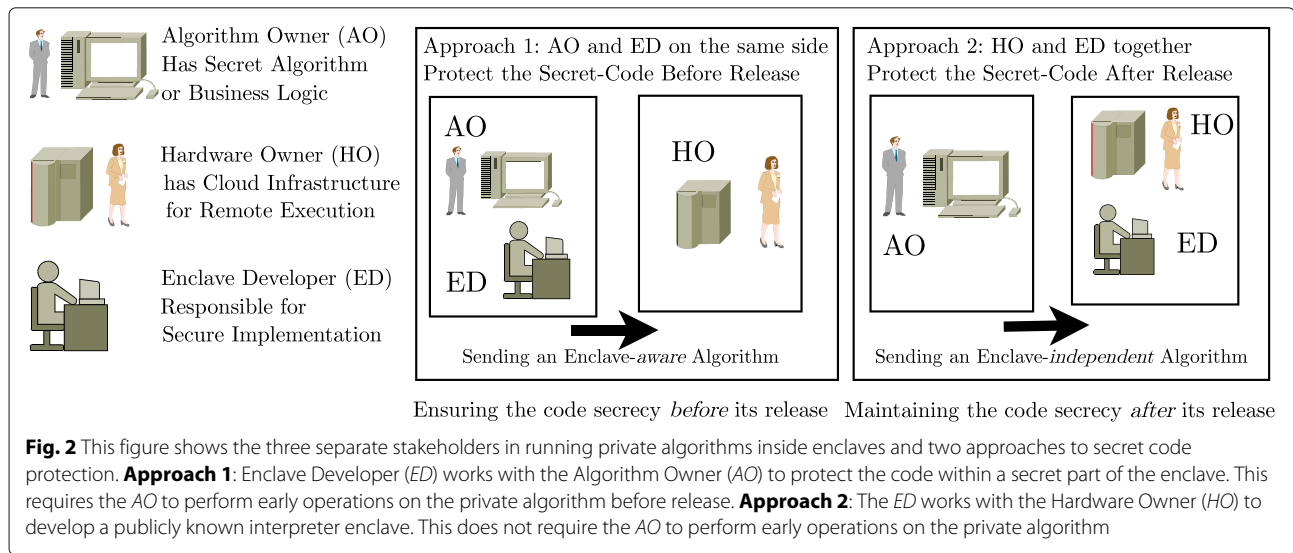 Algorithm Owner (AO)
Has Secret Algorithm
or Business Logic
Hardware Owner (HO)
has Cloud Infrastructure
for Remote Execution
Enclave Developer (ED)
Responsible for
Secure Implementation
Approach 1: AO and ED on the same side
Protect the Secret-Code Before Release
AO
ED
HO
Sending an Enclave-aware Algorithm
Ensuring the code secrecy before its release
Approach 2: HO and ED together
Protect the Secret-Code After Release
AO
HO
ED
Sending an Enclave-independent Algorithm
Maintaining the code secrecy after its release
Fig. 2 This figure shows the three separate stakeholders in running private algorithms inside enclaves and two approaches to secret code
protection. Approach 1: Enclave Developer (ED) works with the Algorithm Owner (AO) to protect the code within a secret part of the enclave. This
requires the AO to perform early operations on the private algorithm before release. Approach 2: The ED works with the Hardware Owner (HO) to
develop a publicly known interpreter enclave. This does not require the AO to perform early operations on the private algorithm